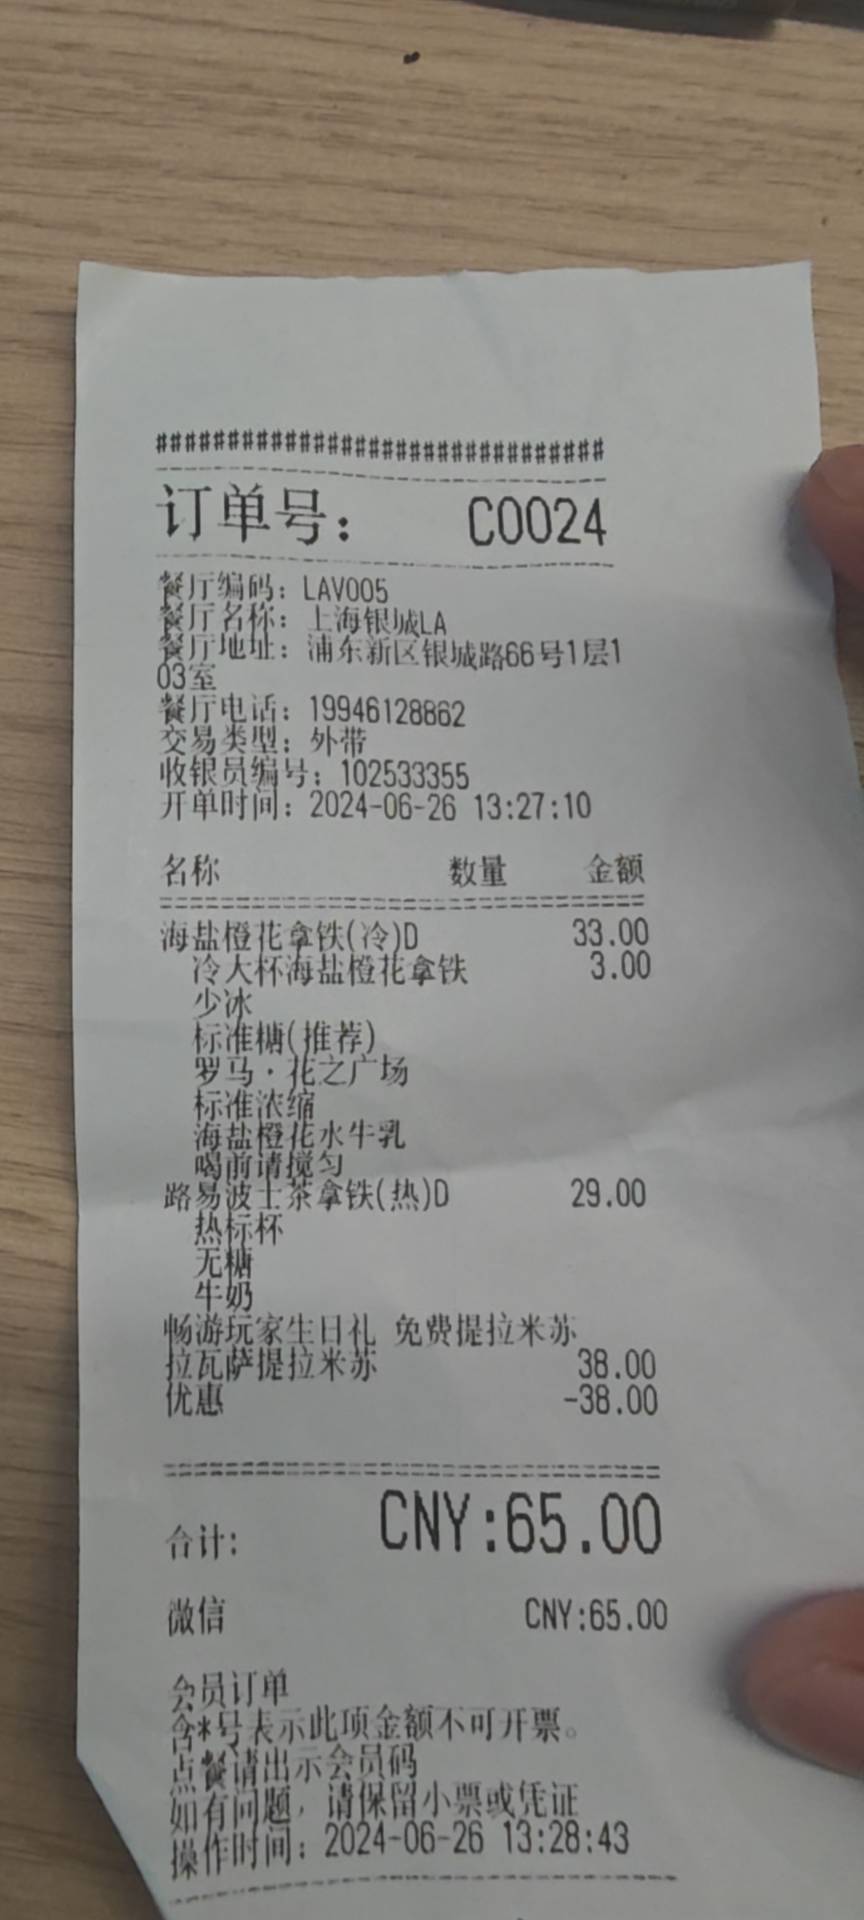 ################################
订单号： C0024
餐厅编码：LAV005
餐厅名称：上海银城LA
餐厅地址：浦东新区银城路66号1层1
03室
餐厅电话：19946128862
交易类型：外带
收银员编号：102533355
开单时间：2024-06-26 13:27:10
名称 数量 金额
海盐橙花拿铁(冷)D 33.00
冷大杯海盐橙花拿铁 3.00
少冰
标准糖(推荐)
罗马·花之广场
标准浓缩
海盐橙花水牛乳
喝前请搅匀
路易波士茶拿铁(热)D 29.00
热标杯
无糖
牛奶
畅游玩家生日礼 免费提拉米苏
拉瓦萨提拉米苏 38.00
优惠 -38.00
合计: CNY:65.00
微信 CNY:65.00
会员订单
含*号表示此项金额不可开票。
点餐请出示会员码
如有问题，请保留小票或凭证
操作时间：2024-06-26 13:28:43